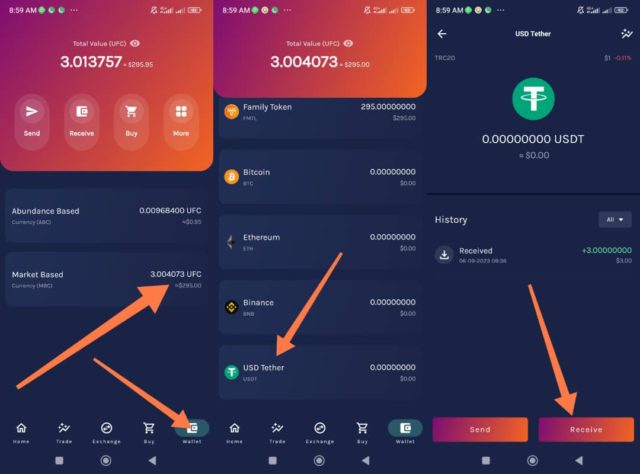 8:59 AM
Total Value (UFC)
3.013757 ≈$295.95
Send
Receive
Buy
More
Abundance Based
0.00968400 UFC
Currency (ABC)
≈$0.95
Market Based
3.004073 UFC
Currency (MBC)
≈$295.00
Home
Trade
Exchange
Buy
Wallet
8:59 AM
Total Value (UFC)
3.004073 ≈$295.00
Family Token
295.00000000
FMTL
$295.00
Bitcoin
0.00000000
BTC
$0.00
Ethereum
0.00000000
ETH
$0.00
Binance
0.00000000
BNB
$0.00
USD Tether
0.00000000
USDT
$0.00
Home
Trade
Exchange
Buy
Wallet
8:59 AM
USD Tether
TRC20
$1 -0.11%
0.00000000 USDT
≈ $0.00
History
All
Received
+3.00000000
06-09-2023 08:36
$3.00
Send
Receive